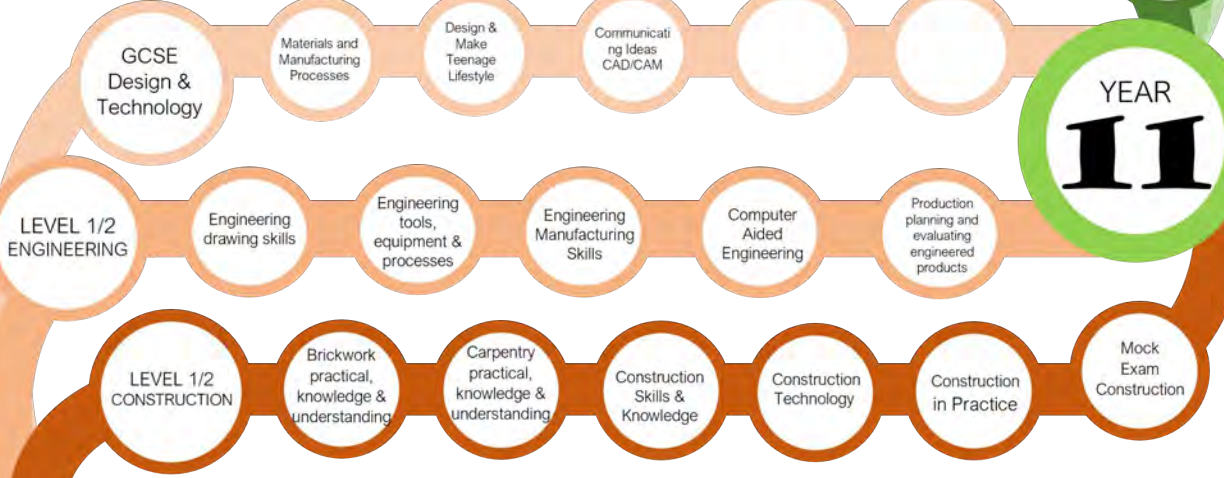 GCSE
Design &
Technology
Materials and
Manufacturing
Processes
Design &
Make
Teenage
Lifestyle
Communicati
ng Ideas
CAD/CAM
YEAR
11
LEVEL 1/2
ENGINEERING
Engineering
drawing skills
Engineering
tools,
equipment &
processes
Engineering
Manufacturing
Skills
Computer
Aided
Engineering
Production
planning and
evaluating
engineered
products
LEVEL 1/2
CONSTRUCTION
Brickwork
practical,
knowledge &
understanding
Carpentry
practical,
knowledge &
understanding
Construction
Skills &
Knowledge
Construction
Technology
Construction
in Practice
Mock
Exam
Construction